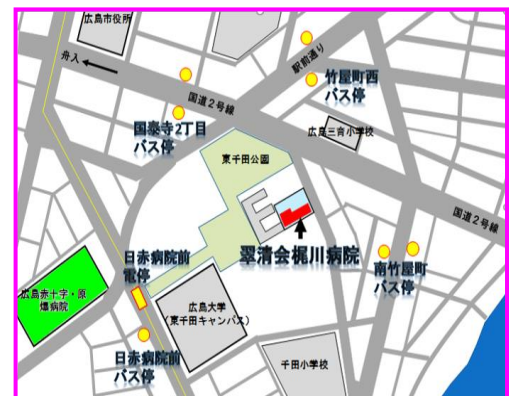 広島市役所
舟入
駅前通り
竹屋町西
バス停
国道2号線
国泰寺2丁目
バス停
広島三育小学校
東千田公園
国道2号線
翠清会梶川病院
日赤病院前
電停
南竹屋町
バス停
広島赤十字・原
爆病院
広島大学
(東千田キャンパス)
日赤病院前
バス停
千田小学校